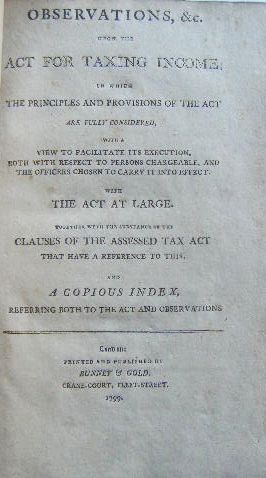 OBSERVATIONS, &c.
UPON THE
ACT FOR TAXING INCOME;
IN WHICH
THE PRINCIPLES AND PROVISIONS OF THE ACT
ARE FULLY CONSIDERED,
WITH A
VIEW TO FACILITATE ITS EXECUTION,
BOTH WITH RESPECT TO PERSONS CHARGEABLE, AND
THE OFFICERS CHOSEN TO CARRY IT INTO EFFECT.
WITH
THE ACT AT LARGE.
TOGETHER WITH THE SUBSTANCE OF THE
CLAUSES OF THE ASSESSED TAX ACT
THAT HAVE A REFERENCE TO THIS;
AND
A COPIOUS INDEX,
REFERRING BOTH TO THE ACT AND OBSERVATIONS
London:
PRINTED AND PUBLISHED BY
BUNNEY & GOLD,
CRANE-COURT, FLEET-STREET.
1799.